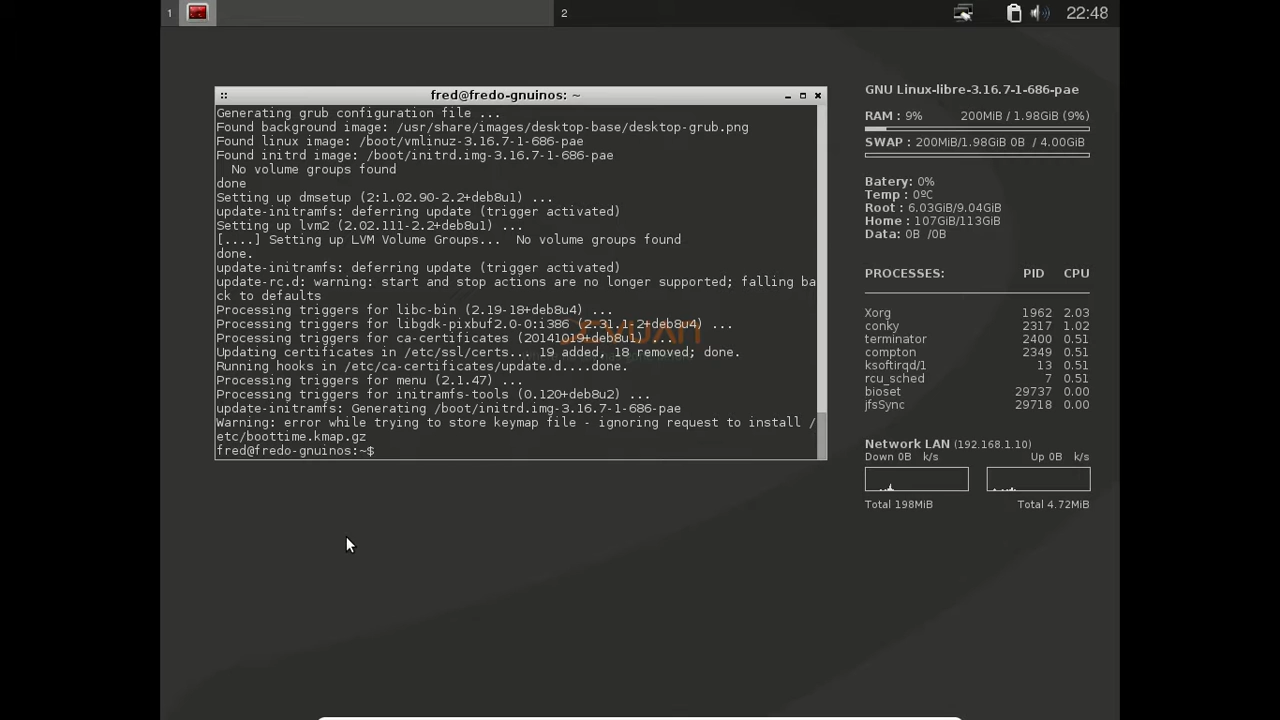 1
2
22:48
fred@fredo-gnuinos: ~
Generating grub configuration file ...
Found background image: /usr/share/images/desktop-base/desktop-grub.png
Found linux image: /boot/vmlinuz-3.16.7-1-686-pae
Found initrd image: /boot/initrd.img-3.16.7-1-686-pae
No volume groups found
done
Setting up dmsetup (2:1.02.90-2.2+deb8u1) ...
update-initramfs: deferring update (trigger activated)
Setting up lvm2 (2.02.111-2.2+deb8u1) ...
[....] Setting up LVM Volume Groups... No volume groups found
done.
update-initramfs: deferring update (trigger activated)
update-rc.d: warning: start and stop actions are no longer supported; falling ba
ck to defaults
Processing triggers for libc-bin (2.19-18+deb8u4) ...
Processing triggers for libgdk-pixbuf2.0-0:i386 (2.31.1-2+deb8u4) ...
Processing triggers for ca-certificates (20141019+deb8u1) ...
Updating certificates in /etc/ssl/certs... 19 added, 18 removed; done.
Running hooks in /etc/ca-certificates/update.d....done.
Processing triggers for menu (2.1.47) ...
Processing triggers for initramfs-tools (0.120+deb8u2) ...
update-initramfs: Generating /boot/initrd.img-3.16.7-1-686-pae
Warning: error while trying to store keymap file - ignoring request to install /
etc/boottime.kmap.gz
fred@fredo-gnuinos:~$
GNU Linux-libre-3.16.7-1-686-pae
RAM : 9% 200MiB / 1.98GiB (9%)
SWAP : 200MiB/1.98GiB 0B / 4.00GiB
Batery: 0%
Temp : 0ºC
Root : 6.03GiB/9.04GiB
Home : 107GiB/113GiB
Data: 0B /0B
PROCESSES: PID CPU
Xorg 1962 2.03
conky 2317 1.02
terminator 2400 0.51
compton 2349 0.51
ksoftirqd/1 13 0.51
rcu_sched 7 0.51
bioset 29737 0.00
jfsSync 29718 0.00
Network LAN (192.168.1.10)
Down 0B k/s Up 0B k/s
Total 198MiB Total 4.72MiB